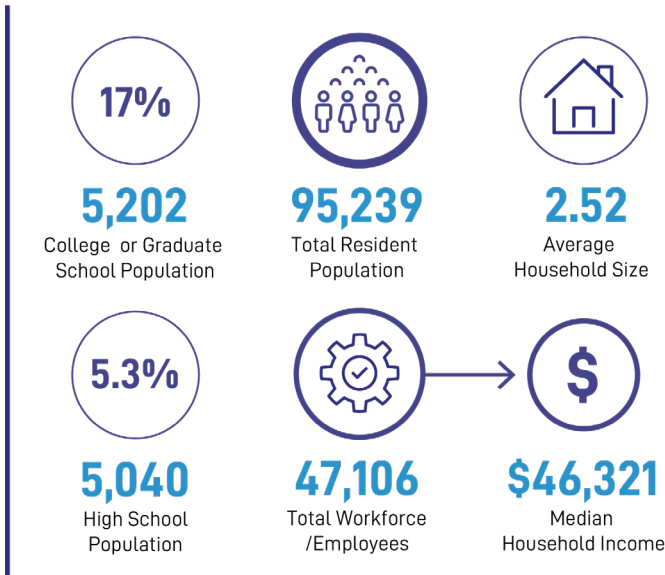 17%
5,202
College or Graduate
School Population
95,239
Total Resident
Population
2.52
Average
Household Size
5.3%
5,040
High School
Population
47,106
Total Workforce
/Employees
$
$46,321
Median
Household Income